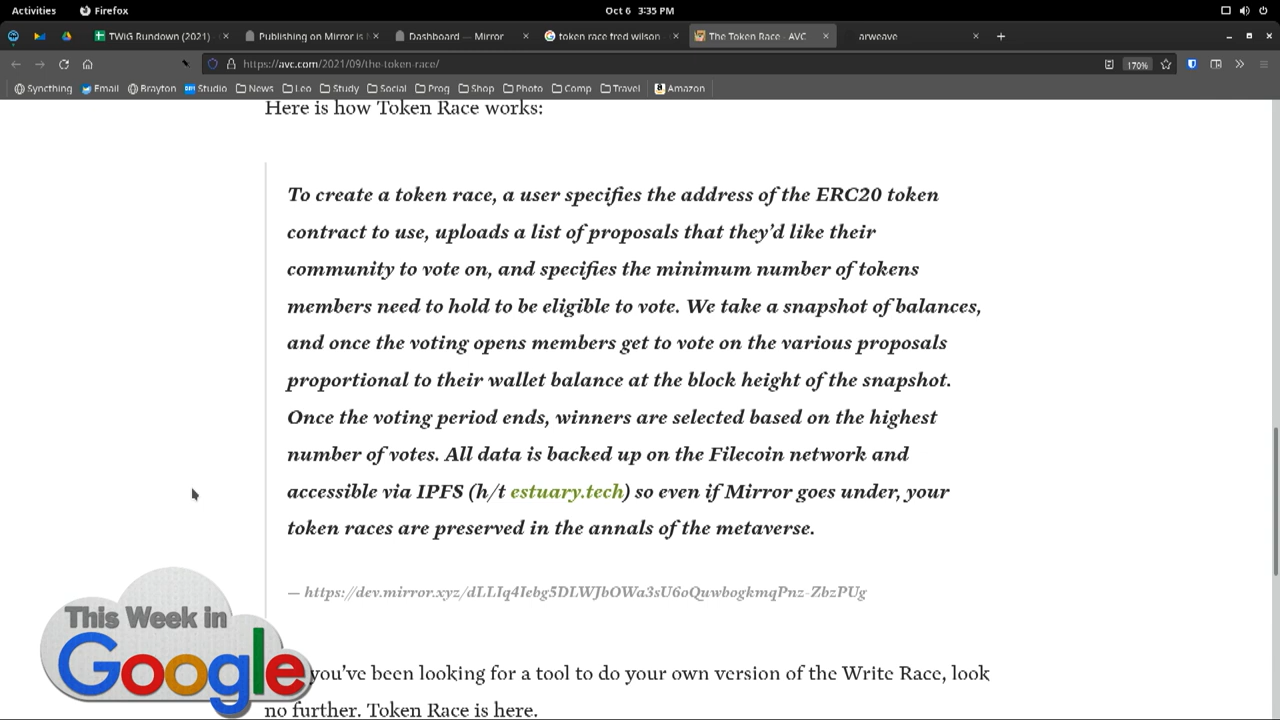 Activities Firefox Oct 6 3:35 PM
TWiG Rundown (2021) - Publishing on Mirror is Dashboard — Mirror token race fred wilson The Token Race - AVC arweave
https://avc.com/2021/09/the-token-race/ 170%
Syncthing Email Brayton Studio News Leo Study Social Prog Shop Photo Comp Travel Amazon
Here is how Token Race works:
To create a token race, a user specifies the address of the ERC20 token
contract to use, uploads a list of proposals that they'd like their
community to vote on, and specifies the minimum number of tokens
members need to hold to be eligible to vote. We take a snapshot of balances,
and once the voting opens members get to vote on the various proposals
proportional to their wallet balance at the block height of the snapshot.
Once the voting period ends, winners are selected based on the highest
number of votes. All data is backed up on the Filecoin network and
accessible via IPFS (h/t estuary.tech) so even if Mirror goes under, your
token races are preserved in the annals of the metaverse.
— https://dev.mirror.xyz/dLLIq4Iebg5DLWJbOWa3sU6oQuwbogkmqPnz-ZbzPUg
you've been looking for a tool to do your own version of the Write Race, look
no further. Token Race is here.
This Week in
Google